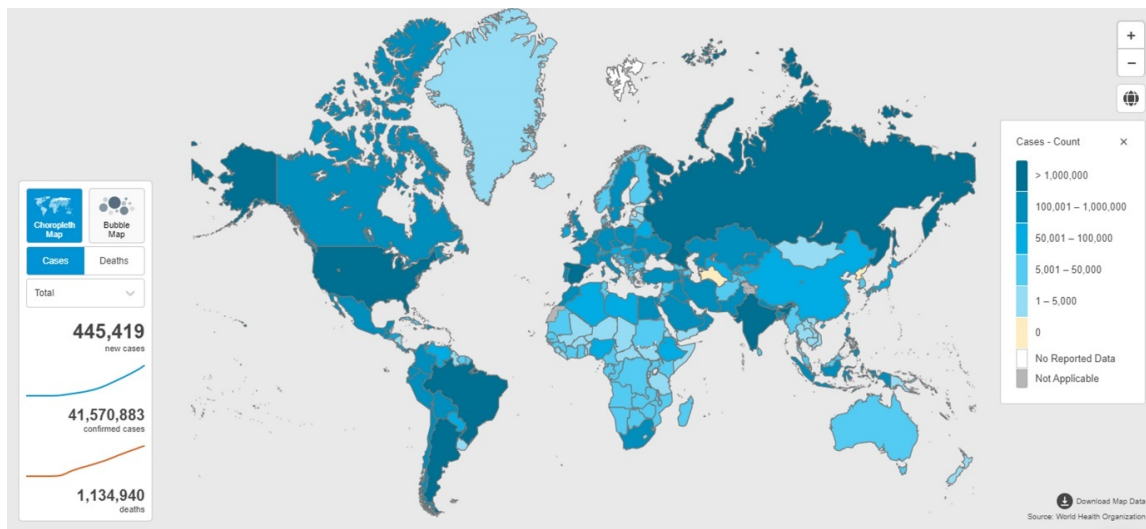 Choropleth
Map
Bubble
Map
Cases
Deaths
Total
445,419
new cases
41,570,883
confirmed cases
1,134,940
deaths
+
−
Cases - Count ×
> 1,000,000
100,001 – 1,000,000
50,001 – 100,000
5,001 – 50,000
1 – 5,000
0
No Reported Data
Not Applicable
Download Map Data
Source: World Health Organization